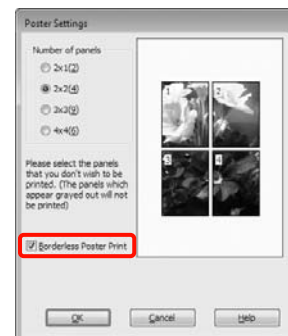 Poster Settings
Number of panels
2x1(2)
2x2(4)
3x3(9)
4x4(6)
1
2
3
4
Please select the panels
that you don't wish to be
printed. (The panels which
appear grayed out will not
be printed)
Borderless Poster Print
OK
Cancel
Help